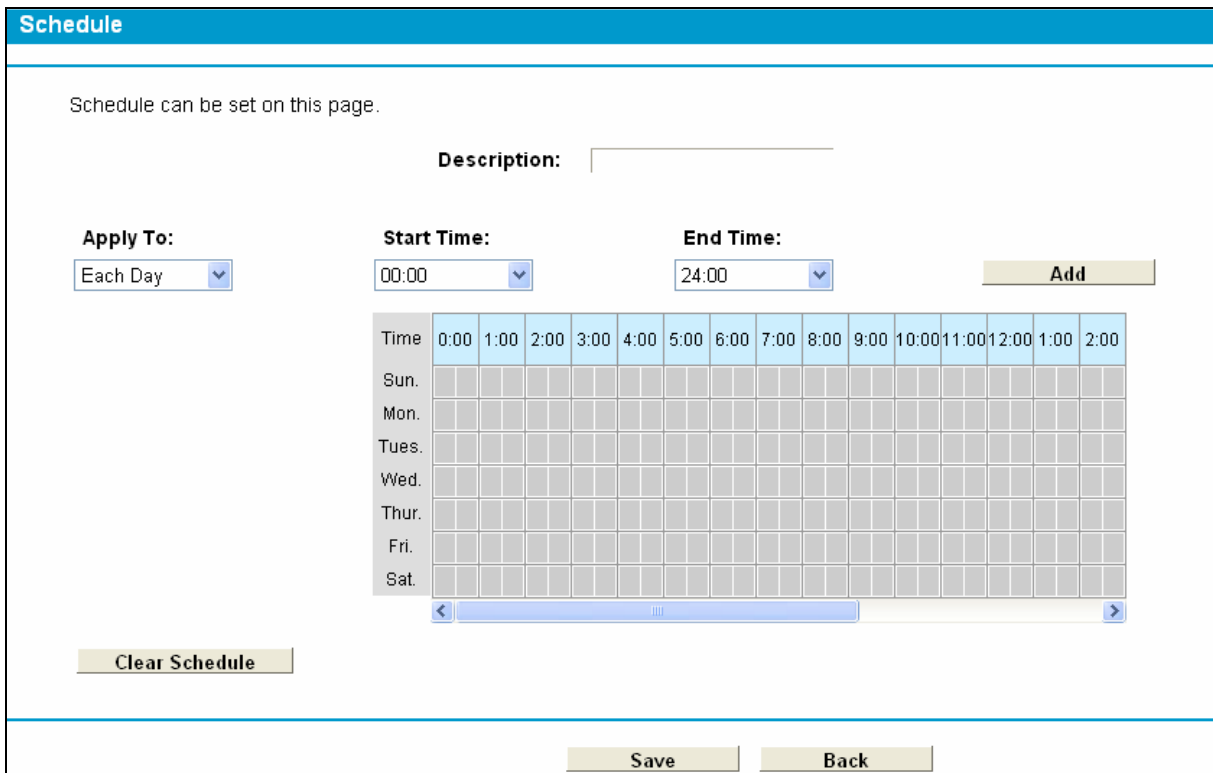 Schedule
Schedule can be set on this page.
Description:
Apply To: Start Time: End Time:
Each Day 00:00 24:00 Add
Time 0:00 1:00 2:00 3:00 4:00 5:00 6:00 7:00 8:00 9:00 10:00 11:00 12:00 1:00 2:00
Sun.
Mon.
Tues.
Wed.
Thur.
Fri.
Sat.
Clear Schedule
Save Back